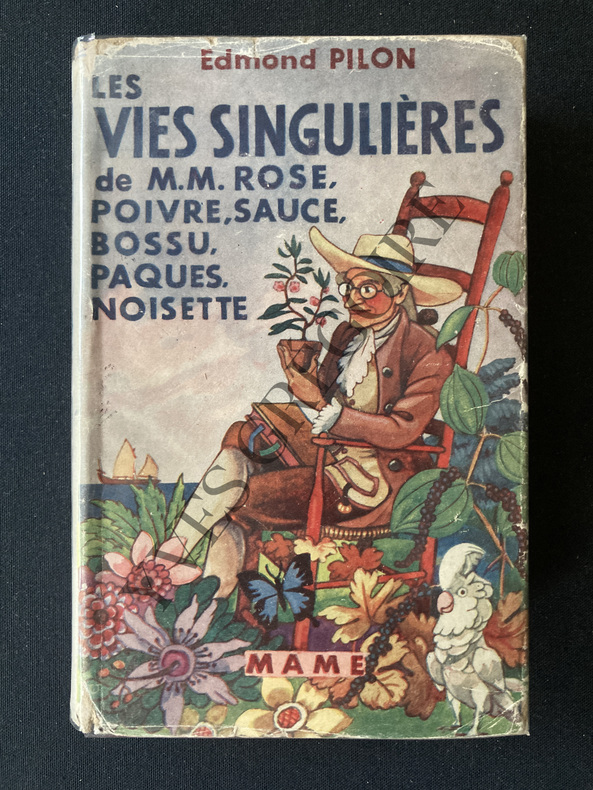 Edmond PILON
LES
VIES SINGULIÈRES
de M.M. ROSE,
POIVRE, SAUCE,
BOSSU,
PAQUES,
NOISETTE
MAME